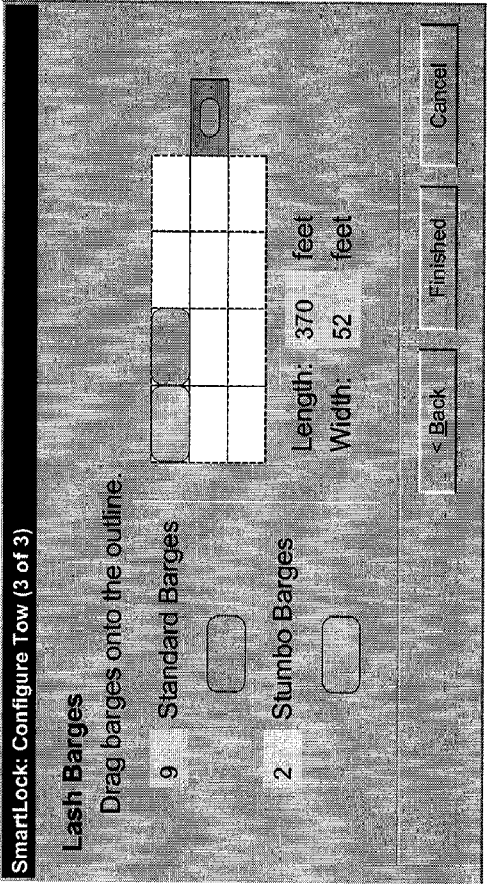 SmartLock: Configure Tow (3 of 3)
Lash Barges
Drag barges onto the outline.
9 Standard Barges
2 Stumbo Barges
Length: 370 feet
Width: 52 feet
< Back
Finished
Cancel